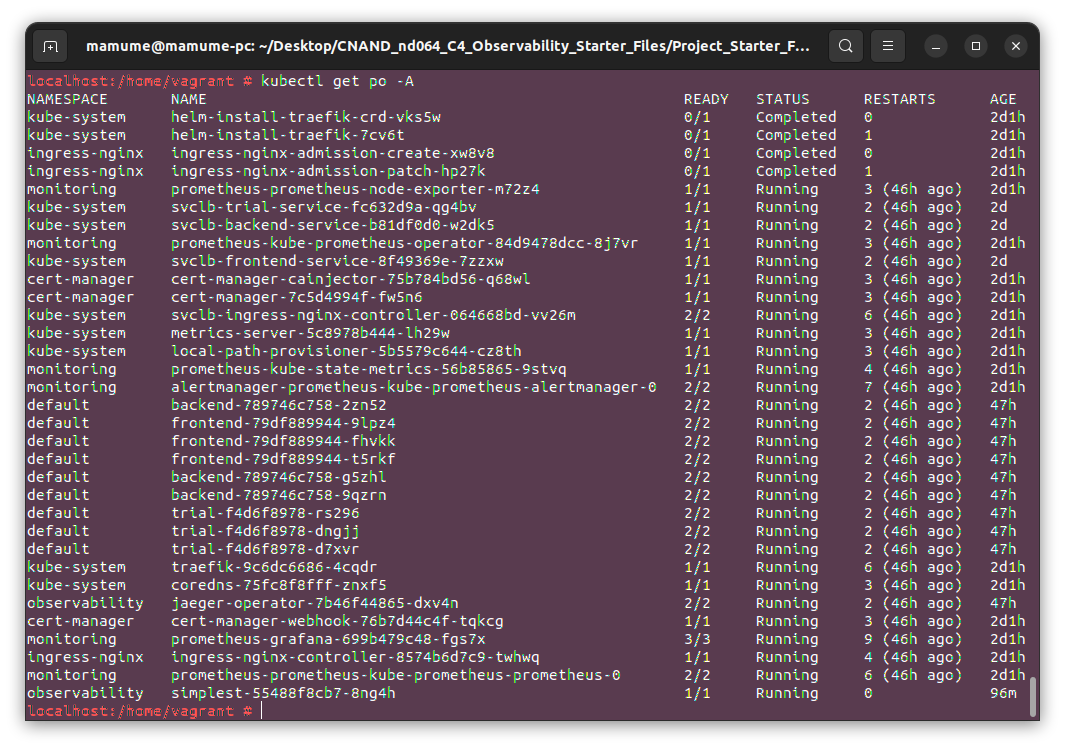 mamume@mamume-pc: ~/Desktop/CNAND_nd064_C4_Observability_Starter_Files/Project_Starter_F...
localhost:/home/vagrant # kubectl get po -A
NAMESPACE NAME READY STATUS RESTARTS AGE
kube-system helm-install-traefik-crd-vks5w 0/1 Completed 0 2d1h
kube-system helm-install-traefik-7cv6t 0/1 Completed 1 2d1h
ingress-nginx ingress-nginx-admission-create-xw8v8 0/1 Completed 0 2d1h
ingress-nginx ingress-nginx-admission-patch-hp27k 0/1 Completed 1 2d1h
monitoring prometheus-prometheus-node-exporter-m72z4 1/1 Running 3 (46h ago) 2d1h
kube-system svclb-trial-service-fc632d9a-qg4bv 1/1 Running 2 (46h ago) 2d
kube-system svclb-backend-service-b81df0d0-w2dk5 1/1 Running 2 (46h ago) 2d
monitoring prometheus-kube-prometheus-operator-84d9478dcc-8j7vr 1/1 Running 3 (46h ago) 2d1h
kube-system svclb-frontend-service-8f49369e-7zzxw 1/1 Running 2 (46h ago) 2d
cert-manager cert-manager-cainjector-75b784bd56-q68wl 1/1 Running 3 (46h ago) 2d1h
cert-manager cert-manager-7c5d4994f-fw5n6 1/1 Running 3 (46h ago) 2d1h
kube-system svclb-ingress-nginx-controller-064668bd-vv26m 2/2 Running 6 (46h ago) 2d1h
kube-system metrics-server-5c8978b444-lh29w 1/1 Running 3 (46h ago) 2d1h
kube-system local-path-provisioner-5b5579c644-cz8th 1/1 Running 3 (46h ago) 2d1h
monitoring prometheus-kube-state-metrics-56b85865-9stvq 1/1 Running 4 (46h ago) 2d1h
monitoring alertmanager-prometheus-kube-prometheus-alertmanager-0 2/2 Running 7 (46h ago) 2d1h
default backend-789746c758-2zn52 2/2 Running 2 (46h ago) 47h
default frontend-79df889944-9lpz4 2/2 Running 2 (46h ago) 47h
default frontend-79df889944-fhvkk 2/2 Running 2 (46h ago) 47h
default frontend-79df889944-t5rkf 2/2 Running 2 (46h ago) 47h
default backend-789746c758-g5zhl 2/2 Running 2 (46h ago) 47h
default backend-789746c758-9qzrn 2/2 Running 2 (46h ago) 47h
default trial-f4d6f8978-rs296 2/2 Running 2 (46h ago) 47h
default trial-f4d6f8978-dngjj 2/2 Running 2 (46h ago) 47h
default trial-f4d6f8978-d7xvr 2/2 Running 2 (46h ago) 47h
kube-system traefik-9c6dc6686-4cqdr 1/1 Running 6 (46h ago) 2d1h
kube-system coredns-75fc8f8fff-znxf5 1/1 Running 3 (46h ago) 2d1h
observability jaeger-operator-7b46f44865-dxv4n 2/2 Running 2 (46h ago) 47h
cert-manager cert-manager-webhook-76b7d44c4f-tqkcg 1/1 Running 3 (46h ago) 2d1h
monitoring prometheus-grafana-699b479c48-fgs7x 3/3 Running 9 (46h ago) 2d1h
ingress-nginx ingress-nginx-controller-8574b6d7c9-twhwq 1/1 Running 4 (46h ago) 2d1h
monitoring prometheus-prometheus-kube-prometheus-prometheus-0 2/2 Running 6 (46h ago) 2d1h
observability simplest-55488f8cb7-8ng4h 1/1 Running 0 96m
localhost:/home/vagrant #